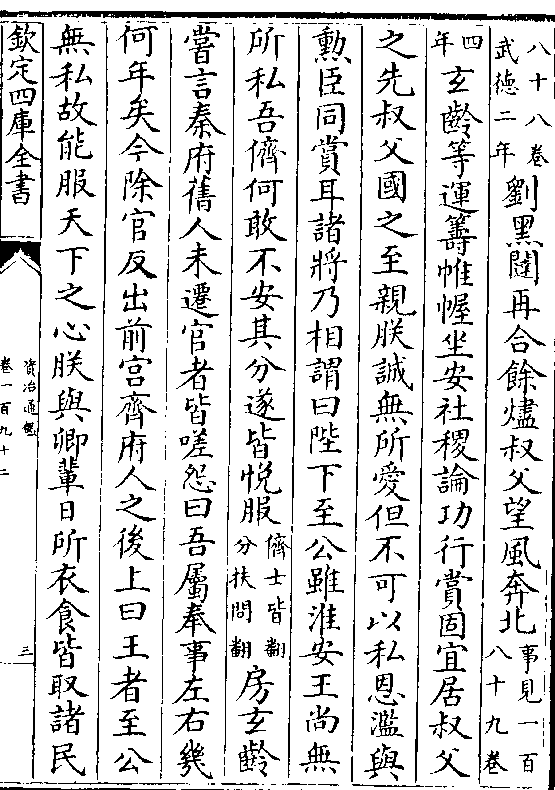 八十八卷
武徳二年
劉黒闥再合餘燼叔父望風奔北
事見一百
八十九卷
四
年
玄齡等運籌帷幄坐安社稷論功行賞固宜居叔父
之先叔父國之至親朕誠無所愛但不可以私恩濫與
勲臣同賞耳諸將乃相謂曰陛下至公雖淮安王尚無
所私吾儕何敢不安其分遂皆悦服
儕士皆翻
分扶問翻
房玄齡
嘗言秦府舊人未遷官者皆嗟怨曰吾屬奉事左右幾
何年矣今除官反出前宫齊府人之後上曰王者至公
無私故能服天下之心朕與卿輩日所衣食皆取諸民
欽定四庫全書
資治通鑑
卷一百九十二
三